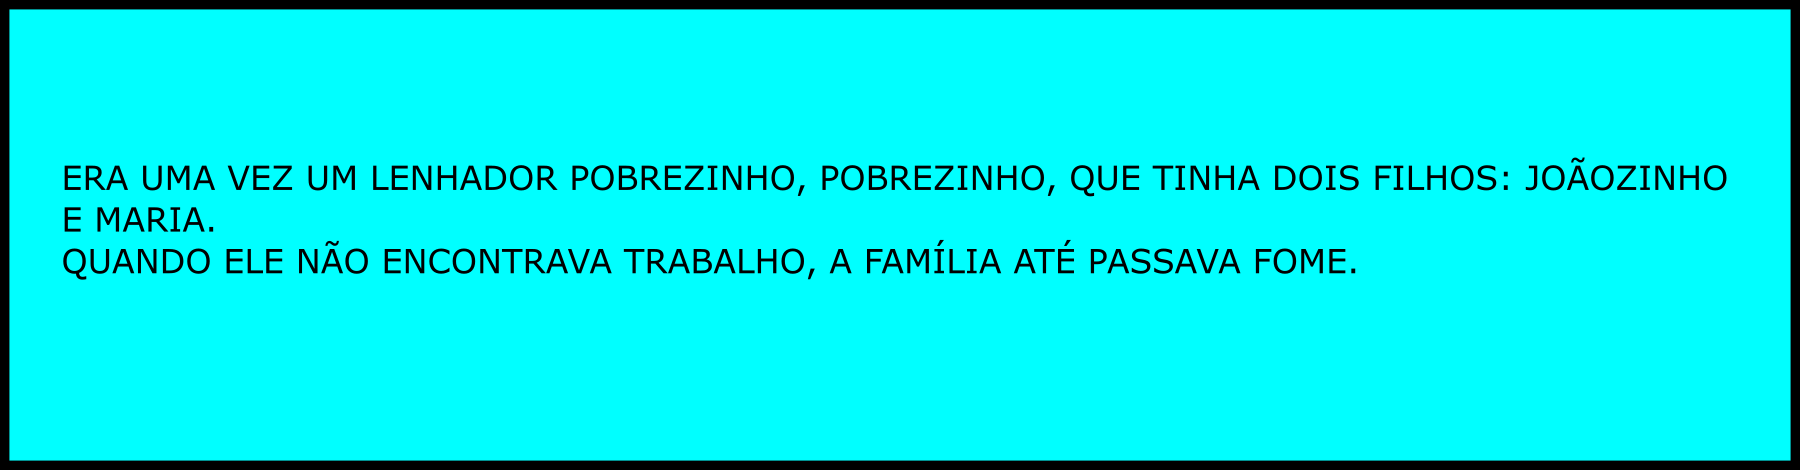 ERA UMA VEZ UM LENHADOR POBREZINHO, POBREZINHO, QUE TINHA DOIS FILHOS: JOÃOZINHO
E MARIA.
QUANDO ELE NÃO ENCONTRAVA TRABALHO, A FAMÍLIA ATÉ PASSAVA FOME.